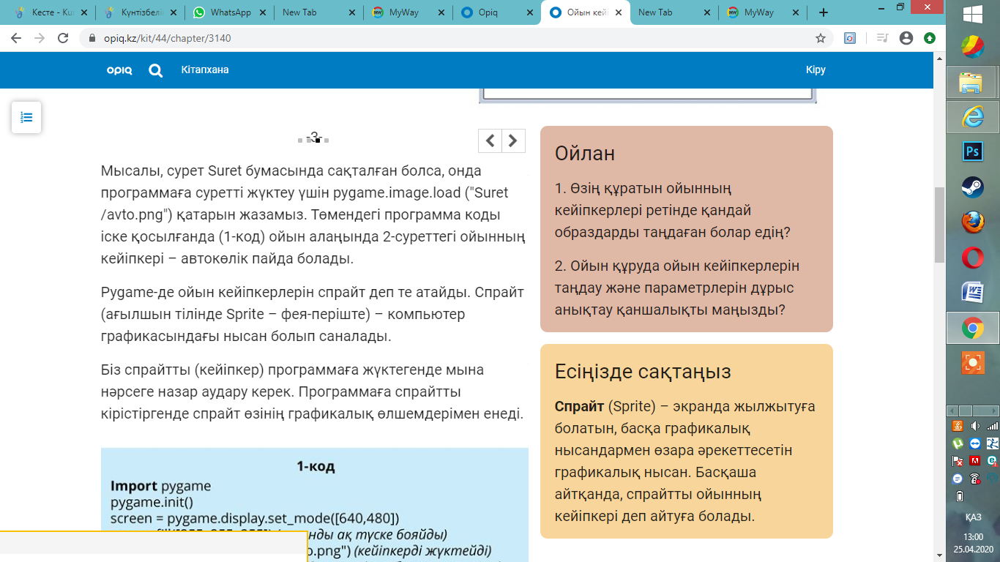 Кесте - Ku
Күнтізбелі
WhatsApp
New Tab
MyWay
Opiq
Ойын кей
New Tab
MyWay
opiq.kz/kit/44/chapter/3140
opiq
Кітапхана
Кіру
-3-
Мысалы, сурет Suret бумасында сақталған болса, онда
программаға суретті жүктеу үшін pygame.image.load ("Suret
/avto.png") қатарын жазамыз. Төмендегі программа коды
іске қосылғанда (1-код) ойын алаңында 2-суреттегі ойынның
кейіпкері – автокөлік пайда болады.
Pygame-де ойын кейіпкерлерін спрайт деп те атайды. Спрайт
(ағылшын тілінде Sprite – фея-періште) – компьютер
графикасындағы нысан болып саналады.
Біз спрайтты (кейіпкер) программаға жүктегенде мына
нәрсеге назар аудару керек. Программаға спрайтты
кірістіргенде спрайт өзінің графикалық өлшемдерімен енеді.
1-код
Import pygame
pygame.init()
screen = pygame.display.set_mode([640,480])
нды ақ түске бояйды)
o.png") (кейіпкерді жүктейді)
Ойлан
1. Өзің құратын ойынның
кейіпкерлері ретінде қандай
образдарды таңдаған болар едің?
2. Ойын құруда ойын кейіпкерлерін
таңдау және параметрлерін дұрыс
анықтау қаншалықты маңызды?
Есіңізде сақтаңыз
Спрайт (Sprite) – экранда жылжытуға
болатын, басқа графикалық
нысандармен өзара әрекеттесетін
графикалық нысан. Басқаша
айтқанда, спрайтты ойынның
кейіпкері деп айтуға болады.
Ps
ҚАЗ
13:00
25.04.2020